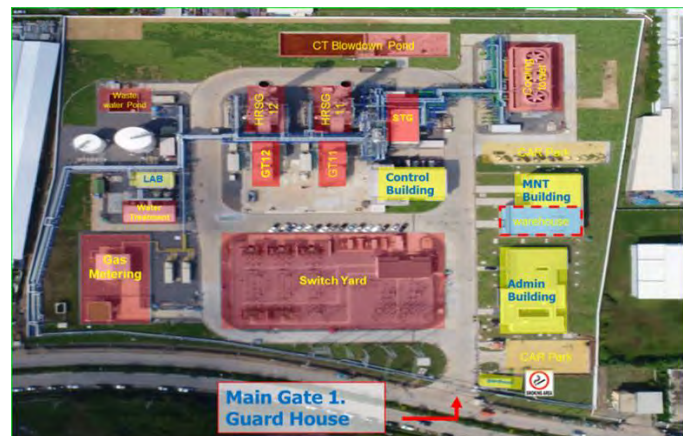 CT Blowdown Pond
Waste
water Pond
HRSG 12
HRSG 11
STG
Cooling
tower
GT12
GT11
CAR Park
LAB
Control
Building
MNT
Building
Water
Treatment
warehouse
Gas
Metering
Switch Yard
Admin
Building
CAR Park
SMOKING AREA
Main Gate 1.
Guard House